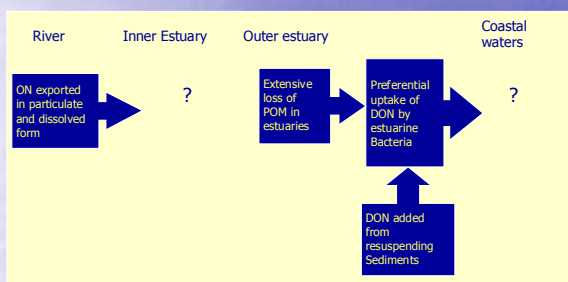 River
Inner Estuary
Outer estuary
Coastal
waters
ON exported
in particulate
and dissolved
form
?
Extensive
loss of
POM in
estuaries
Preferential
uptake of
DON by
estuarine
Bacteria
?
DON added
from
resuspending
Sediments